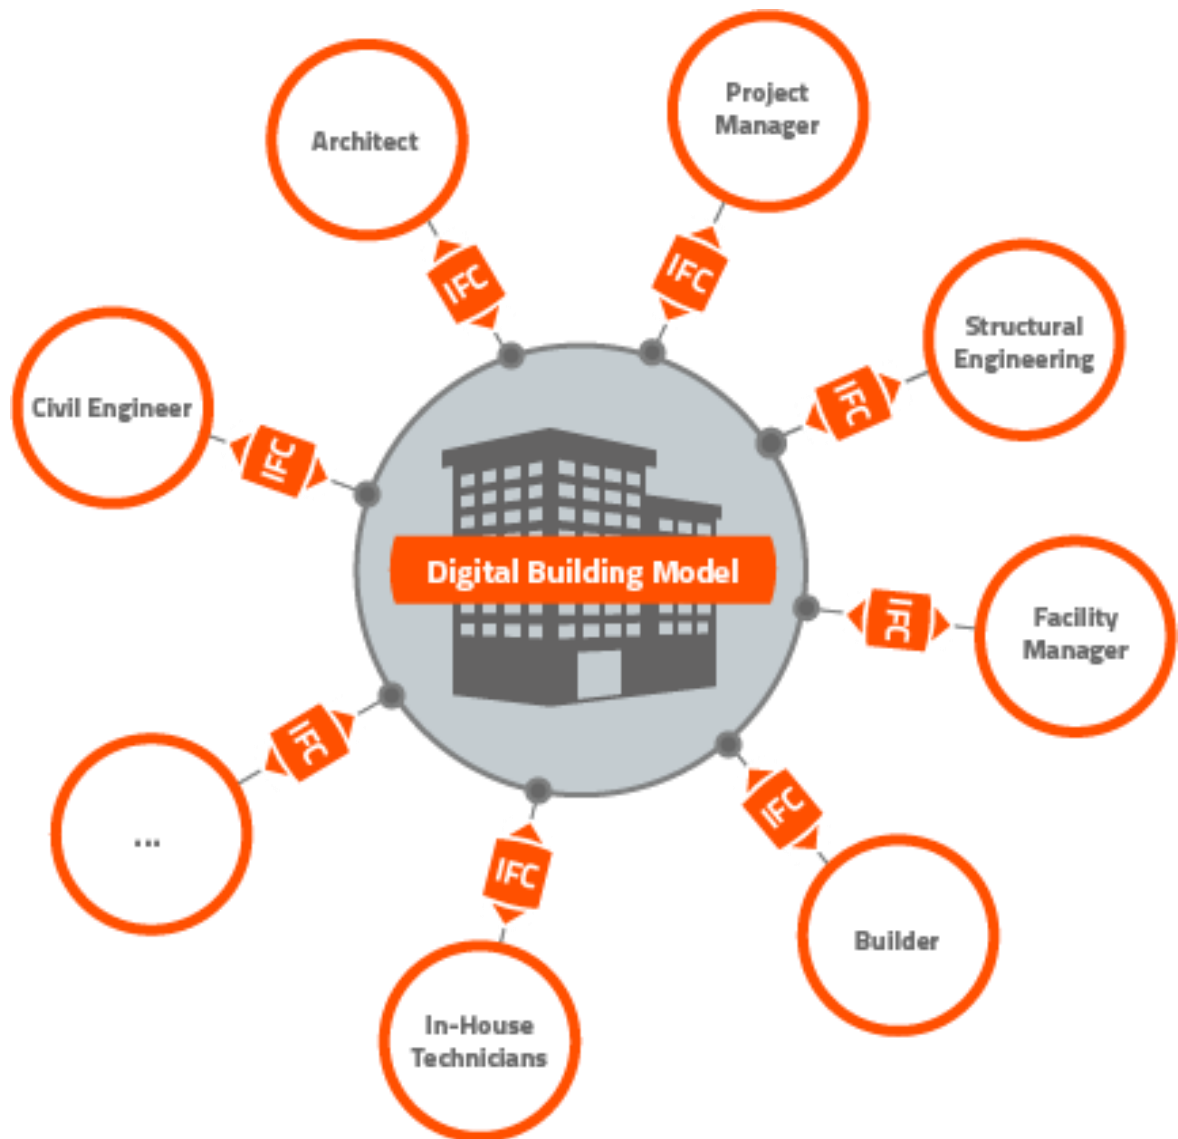 Project
Manager
Architect
IFC
IFC
Structural
Engineering
IFC
Civil Engineer
IFC
Digital Building Model
Facility
Manager
IFC
IFC
...
IFC
Builder
IFC
In-House
Technicians